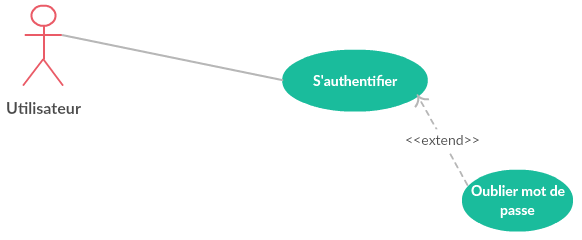 Utilisateur
S'authentifier
<<extend>>
Oublier mot de
passe